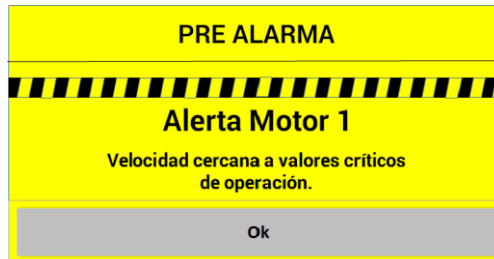 PRE ALARMA
Alerta Motor 1
Velocidad cercana a valores críticos
de operación.
Ok